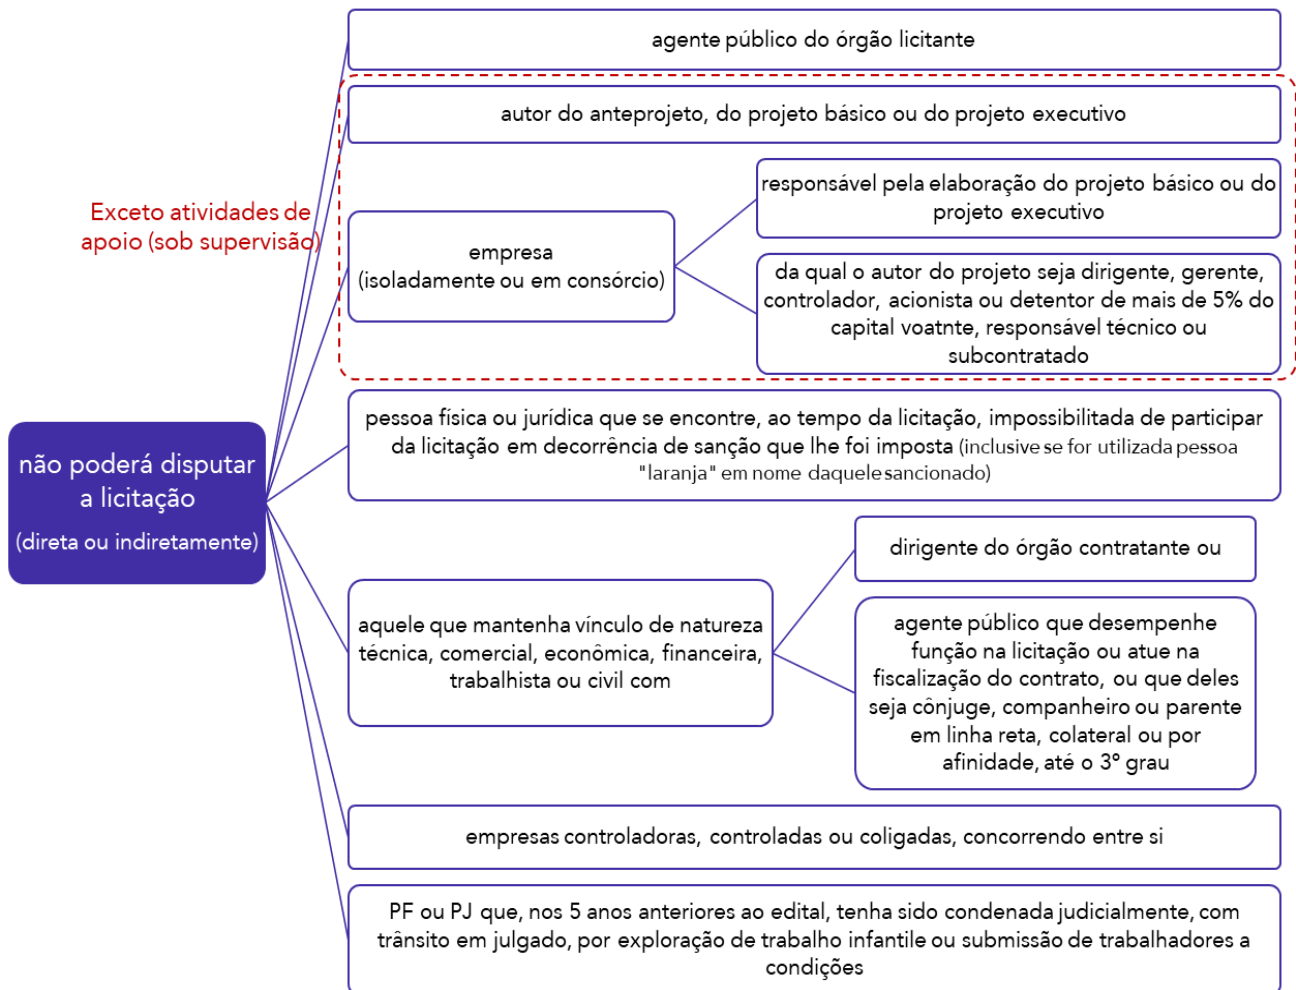 agente público do órgão licitante
autor do anteprojeto, do projeto básico ou do projeto executivo
Exceto atividades de
apoio (sob supervisão)
empresa
(isoladamente ou em consórcio)
responsável pela elaboração do projeto básico ou do
projeto executivo
da qual o autor do projeto seja dirigente, gerente,
controlador, acionista ou detentor de mais de 5% do
capital voatnte, responsável técnico ou
subcontratado
não poderá disputar
a licitação
(direta ou indiretamente)
pessoa física ou jurídica que se encontre, ao tempo da licitação, impossibilitada de participar
da licitação em decorrência de sanção que lhe foi imposta (inclusive se for utilizada pessoa
"laranja" em nome daquele sancionado)
aquele que mantenha vínculo de natureza
técnica, comercial, econômica, financeira,
trabalhista ou civil com
dirigente do órgão contratante ou
agente público que desempenhe
função na licitação ou atue na
fiscalização do contrato, ou que deles
seja cônjuge, companheiro ou parente
em linha reta, colateral ou por
afinidade, até o 3º grau
empresas controladoras, controladas ou coligadas, concorrendo entre si
PF ou PJ que, nos 5 anos anteriores ao edital, tenha sido condenada judicialmente, com
trânsito em julgado, por exploração de trabalho infantile ou submissão de trabalhadores a
condições